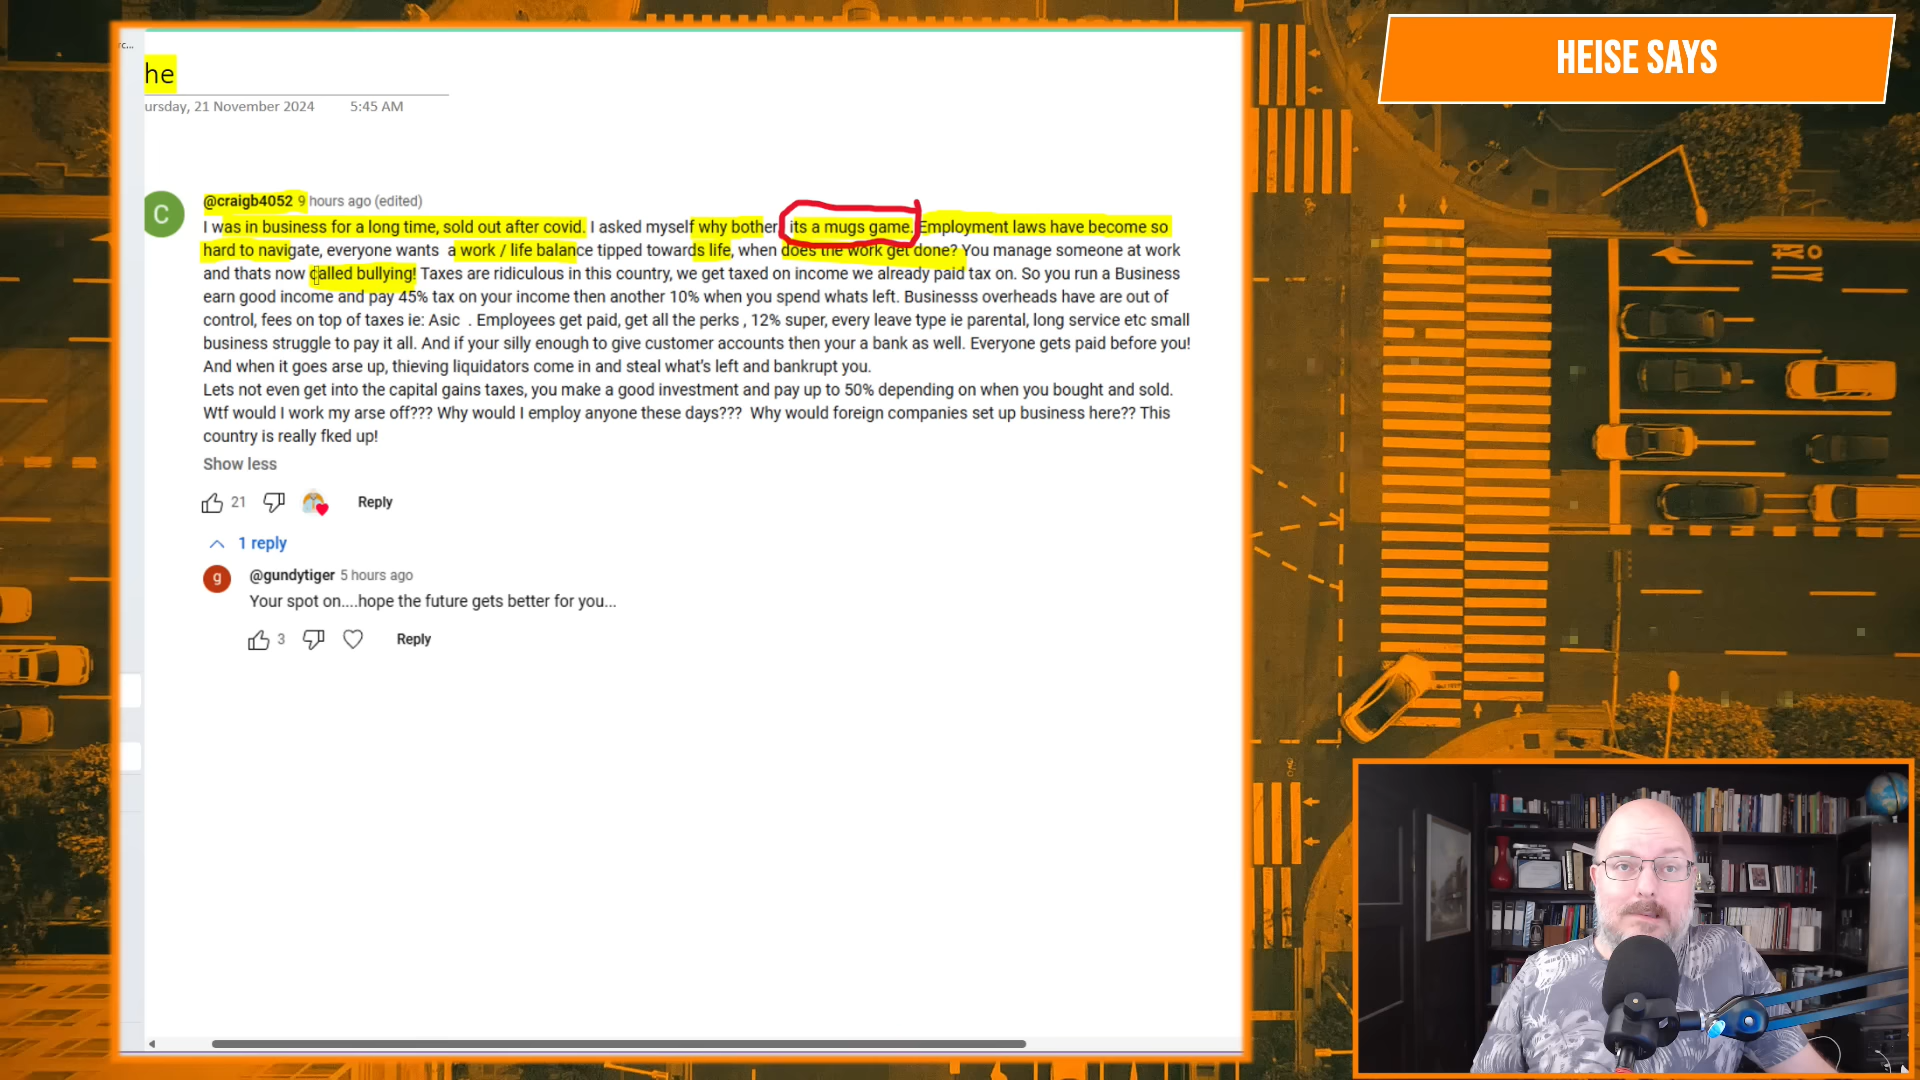 HEISE SAYS
rc...
he
ursday, 21 November 2024 5:45 AM
C
@craigb4052 9 hours ago (edited)
I was in business for a long time, sold out after covid. I asked myself why bother, its a mugs game. Employment laws have become so
hard to navigate, everyone wants a work / life balance tipped towards life, when does the work get done? You manage someone at work
and thats now called bullying! Taxes are ridiculous in this country, we get taxed on income we already paid tax on. So you run a Business
earn good income and pay 45% tax on your income then another 10% when you spend whats left. Businesss overheads have are out of
control, fees on top of taxes ie: Asic . Employees get paid, get all the perks , 12% super, every leave type ie parental, long service etc small
business struggle to pay it all. And if your silly enough to give customer accounts then your a bank as well. Everyone gets paid before you!
And when it goes arse up, thieving liquidators come in and steal what's left and bankrupt you.
Lets not even get into the capital gains taxes, you make a good investment and pay up to 50% depending on when you bought and sold.
Wtf would I work my arse off??? Why would I employ anyone these days??? Why would foreign companies set up business here?? This
country is really fked up!
Show less
21 Reply
1 reply
g
@gundytiger 5 hours ago
Your spot on....hope the future gets better for you...
3 Reply